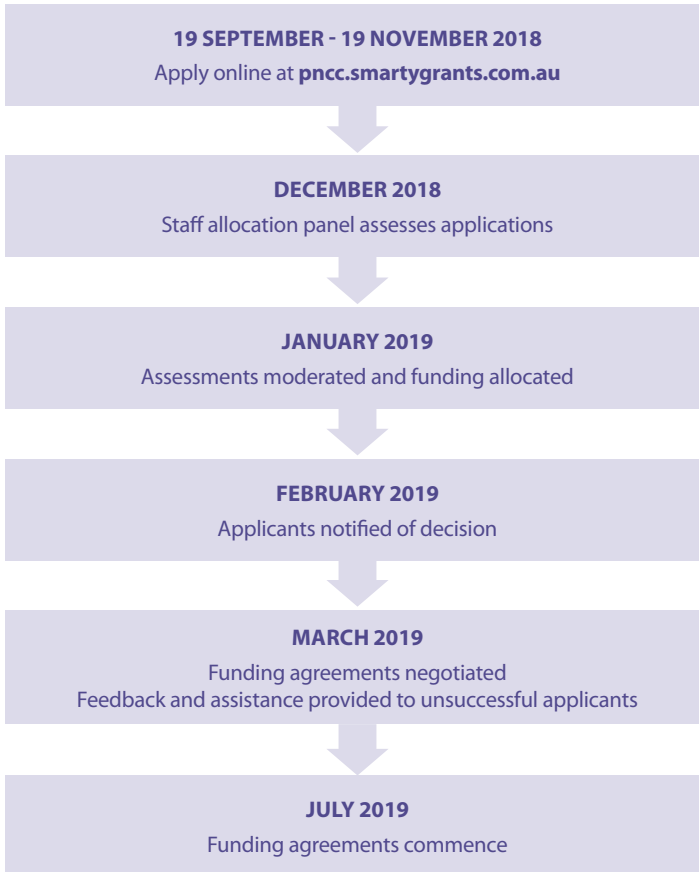 19 SEPTEMBER - 19 NOVEMBER 2018
Apply online at pncc.smartygrants.com.au
DECEMBER 2018
Staff allocation panel assesses applications
JANUARY 2019
Assessments moderated and funding allocated
FEBRUARY 2019
Applicants notified of decision
MARCH 2019
Funding agreements negotiated
Feedback and assistance provided to unsuccessful applicants
JULY 2019
Funding agreements commence